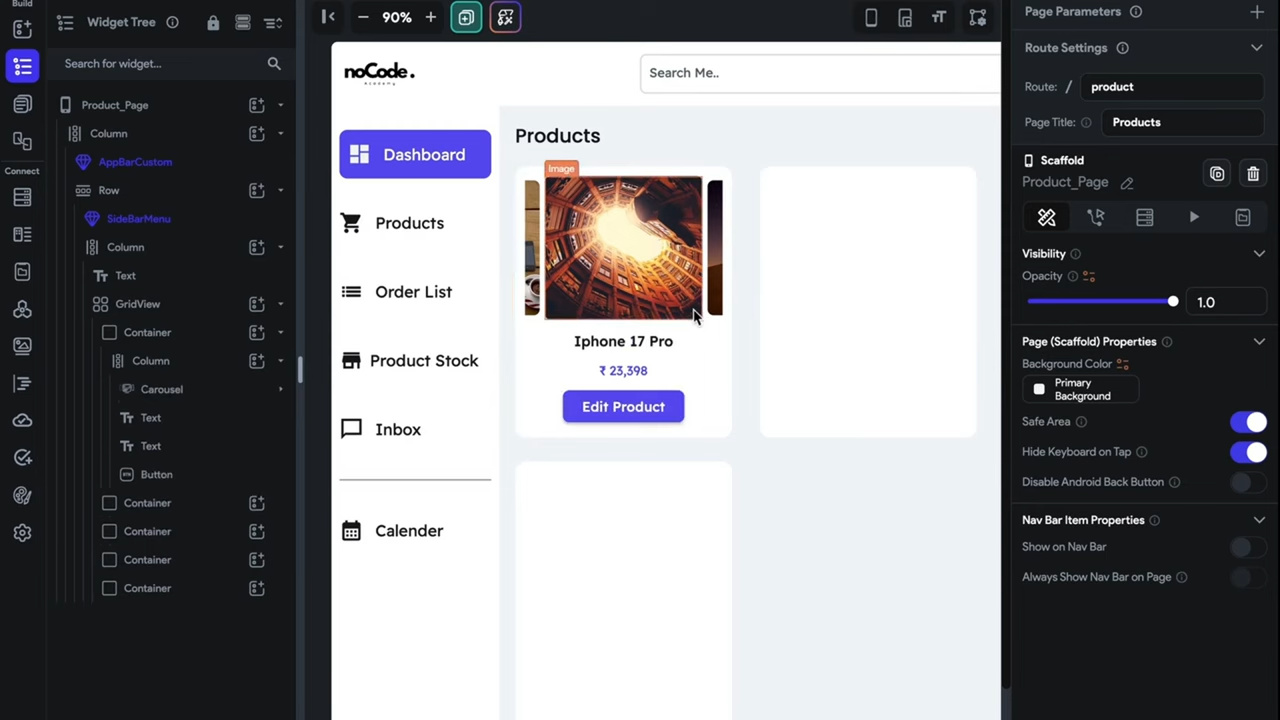 Build
Widget Tree
Search for widget...
Product_Page
Column
AppBarCustom
Row
Connect
SideBarMenu
Column
Text
GridView
Container
Column
Carousel
Text
Text
Button
Container
Container
Container
Container
90%
noCode.
Academy
Search Me..
Dashboard
Products
Order List
Product Stock
Inbox
Calender
Products
Image
Iphone 17 Pro
₹ 23,398
Edit Product
Page Parameters
Route Settings
Route: / product
Page Title: Products
Scaffold
Product_Page
Visibility
Opacity
1.0
Page (Scaffold) Properties
Background Color
Primary
Background
Safe Area
Hide Keyboard on Tap
Disable Android Back Button
Nav Bar Item Properties
Show on Nav Bar
Always Show Nav Bar on Page